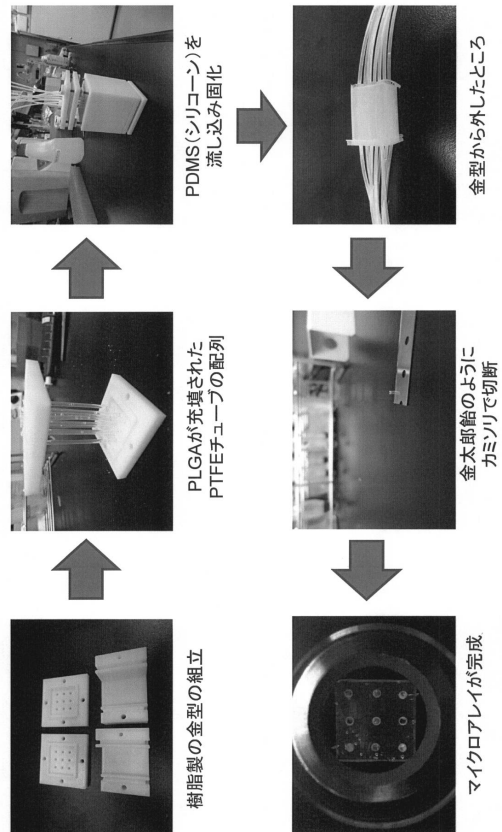 樹脂製の金型の組立
PLGAが充填された
PTFEチューブの配列
PDMS(シリコーン)を
流し込み固化
金型から外したところ
金太郎飴のように
カミソリで切断
マイクロアレイが完成